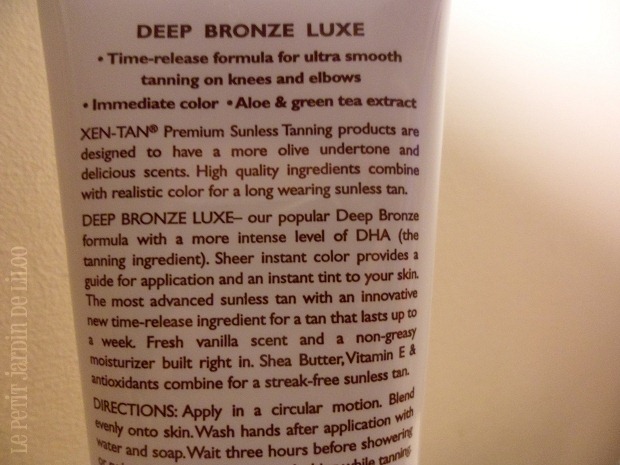 DEEP BRONZE LUXE
• Time-release formula for ultra smooth
tanning on knees and elbows
• Immediate color • Aloe & green tea extract
XEN-TAN® Premium Sunless Tanning products are
designed to have a more olive undertone and
delicious scents. High quality ingredients combine
with realistic color for a long wearing sunless tan.
DEEP BRONZE LUXE– our popular Deep Bronze
formula with a more intense level of DHA (the
tanning ingredient). Sheer instant color provides a
guide for application and an instant tint to your skin.
The most advanced sunless tan with an innovative
new time-release ingredient for a tan that lasts up to
a week. Fresh vanilla scent and a non-greasy
moisturizer built right in. Shea Butter, Vitamin E &
antioxidants combine for a streak-free sunless tan.
DIRECTIONS: Apply in a circular motion. Blend
evenly onto skin. Wash hands after application with
water and soap. Wait three hours before showering
while tanning.
LE PETIT JARDIN DE LILOO